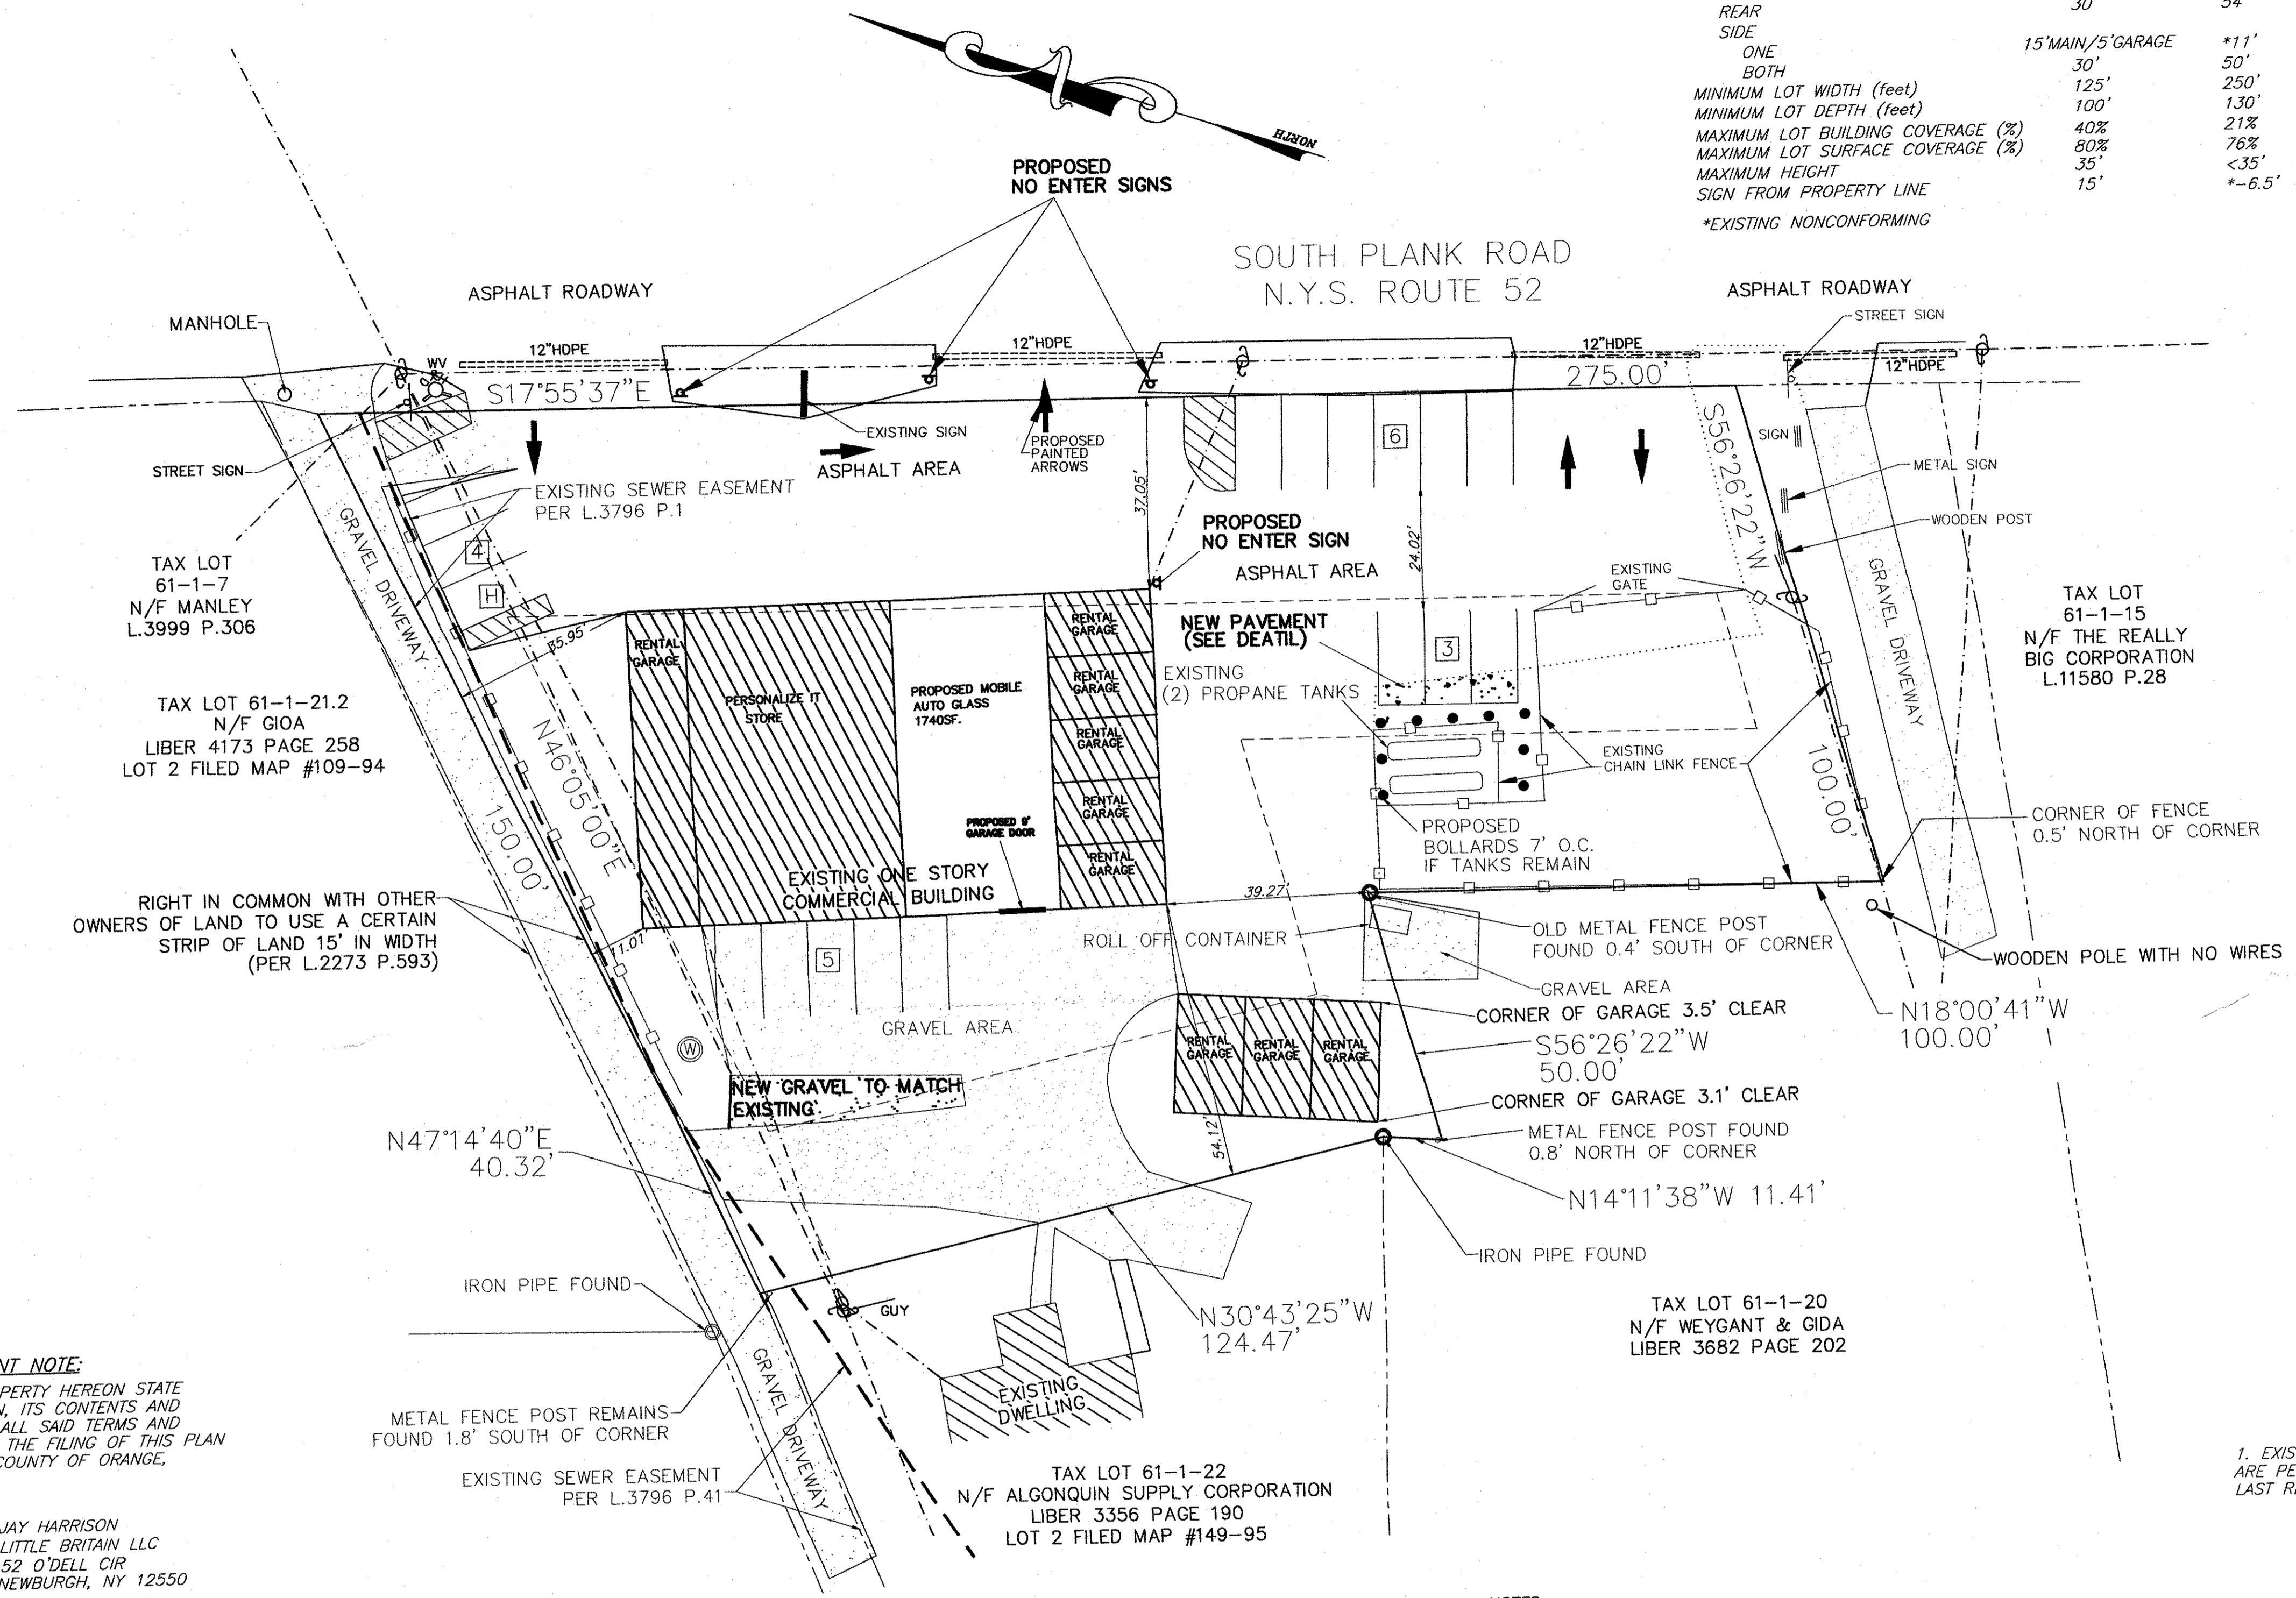 REAR 30' 54'
SIDE
ONE 15'MAIN/5'GARAGE *11'
BOTH 30' 50'
MINIMUM LOT WIDTH (feet) 125' 250'
MINIMUM LOT DEPTH (feet) 100' 130'
MAXIMUM LOT BUILDING COVERAGE (%) 40% 21%
MAXIMUM LOT SURFACE COVERAGE (%) 80% 76%
MAXIMUM HEIGHT 35' <35'
SIGN FROM PROPERTY LINE 15' *-6.5'
*EXISTING NONCONFORMING
NORTH
PROPOSED
NO ENTER SIGNS
SOUTH PLANK ROAD
N.Y.S. ROUTE 52
ASPHALT ROADWAY
ASPHALT ROADWAY
MANHOLE
STREET SIGN
WV
12"HDPE
12"HDPE
12"HDPE
12"HDPE
S17°55'37"E
275.00'
EXISTING SIGN
PROPOSED
PAINTED
ARROWS
ASPHALT AREA
6
SIGN
METAL SIGN
STREET SIGN
EXISTING SEWER EASEMENT
PER L.3796 P.1
37.05'
24.02'
S56°26'22"W
100.00'
WOODEN POST
PROPOSED
NO ENTER SIGN
ASPHALT AREA
EXISTING
GATE
GRAVEL DRIVEWAY
GRAVEL DRIVEWAY
4
H
TAX LOT
61-1-7
N/F MANLEY
L.3999 P.306
TAX LOT
61-1-15
N/F THE REALLY
BIG CORPORATION
L.11580 P.28
35.95'
RENTAL
GARAGE
PERSONALIZE IT
STORE
PROPOSED MOBILE
AUTO GLASS
1740SF.
RENTAL
GARAGE
RENTAL
GARAGE
RENTAL
GARAGE
RENTAL
GARAGE
RENTAL
GARAGE
NEW PAVEMENT
(SEE DEATIL)
3
EXISTING
(2) PROPANE TANKS
EXISTING
CHAIN LINK FENCE
TAX LOT 61-1-21.2
N/F GIOA
LIBER 4173 PAGE 258
LOT 2 FILED MAP #109-94
N46°05'00"E
150.00'
PROPOSED 9'
GARAGE DOOR
PROPOSED
BOLLARDS 7' O.C.
IF TANKS REMAIN
CORNER OF FENCE
0.5' NORTH OF CORNER
EXISTING ONE STORY
COMMERCIAL BUILDING
39.27'
RIGHT IN COMMON WITH OTHER
OWNERS OF LAND TO USE A CERTAIN
STRIP OF LAND 15' IN WIDTH
(PER L.2273 P.593)
11.01'
5
ROLL OFF CONTAINER
OLD METAL FENCE POST
FOUND 0.4' SOUTH OF CORNER
WOODEN POLE WITH NO WIRES
GRAVEL AREA
GRAVEL AREA
CORNER OF GARAGE 3.5' CLEAR
N18°00'41"W
100.00'
W
RENTAL
GARAGE
RENTAL
GARAGE
RENTAL
GARAGE
S56°26'22"W
50.00'
NEW GRAVEL TO MATCH
EXISTING.
CORNER OF GARAGE 3.1' CLEAR
METAL FENCE POST FOUND
0.8' NORTH OF CORNER
N47°14'40"E
40.32'
54.12'
N14°11'38"W 11.41'
IRON PIPE FOUND
IRON PIPE FOUND
GUY
N30°43'25"W
124.47'
TAX LOT 61-1-20
N/F WEYGANT & GIDA
LIBER 3682 PAGE 202
GRAVEL DRIVEWAY
EXISTING
DWELLING
METAL FENCE POST REMAINS
FOUND 1.8' SOUTH OF CORNER
EXISTING SEWER EASEMENT
PER L.3796 P.41
TAX LOT 61-1-22
N/F ALGONQUIN SUPPLY CORPORATION
LIBER 3356 PAGE 190
LOT 2 FILED MAP #149-95
NT NOTE:
PERTY HEREON STATE
N, ITS CONTENTS AND
ALL SAID TERMS AND
THE FILING OF THIS PLAN
COUNTY OF ORANGE,
JAY HARRISON
LITTLE BRITAIN LLC
52 O'DELL CIR
NEWBURGH, NY 12550
1. EXIS
ARE PE
LAST RE